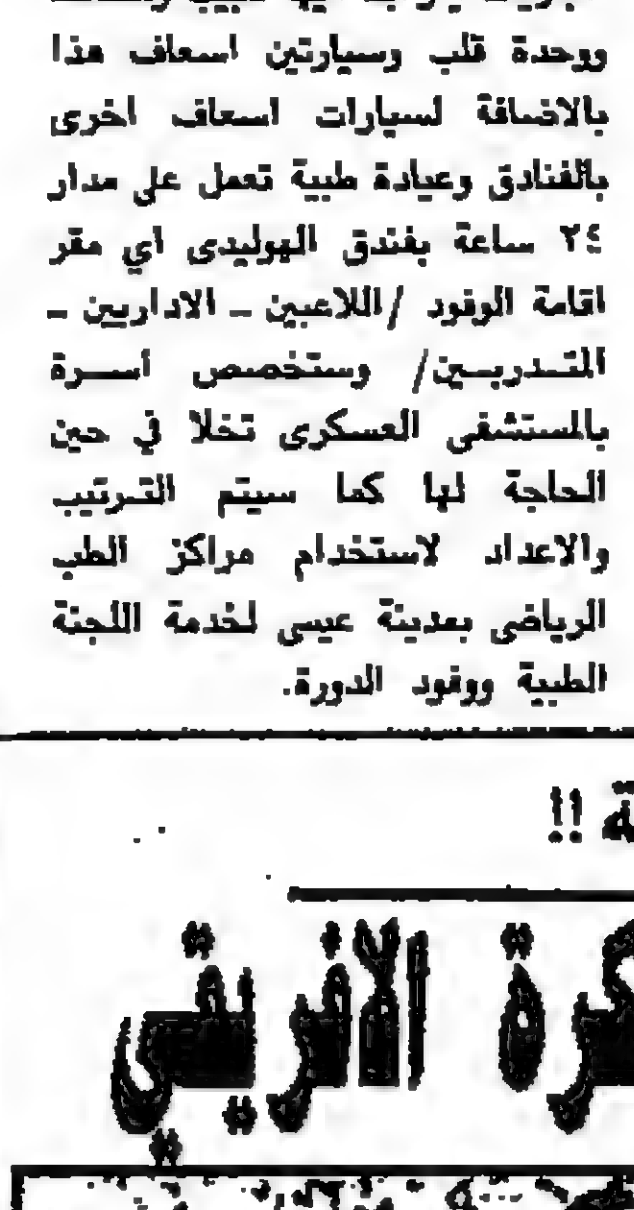 ووحدة قلب وسيارتين اسعاف هذا
بالاضافة لسيارات اسعاف اخرى
بالفنادق وعيادة طبية تعمل على مدار
٢٤ ساعة بفندق الهوليدى اي مقر
اقامة الوفود /اللاعبين ـ الاداريين ـ
المتدربين/ وستخصص أسرة
بالمستشفى العسكرى تخلا في حين
الحاجة لها كما سيتم الترتيب
والاعداد لاستخدام مراكز الطب
الرياضى بمدينة عيسى لخدمة اللجنة
الطبية ووفود الدورة.
!!
كرة الافريقي